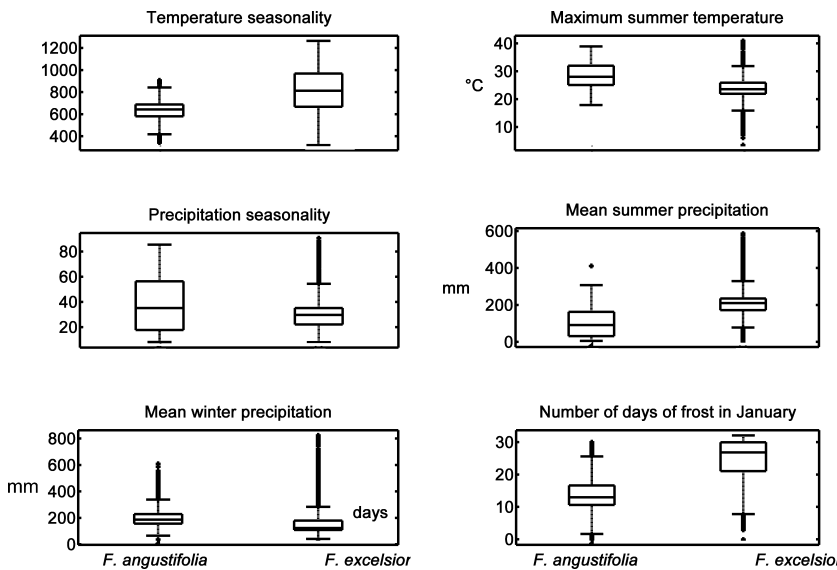 Temperature seasonality
1200
1000
800
600
400
Maximum summer temperature
40
30
°C
20
10
Precipitation seasonality
80
60
40
20
Mean summer precipitation
600
400
mm
200
0
Mean winter precipitation
800
600
mm
400
200
0
F. angustifolia
F. excelsior
Number of days of frost in January
30
20
days
10
0
F. angustifolia
F. excelsior